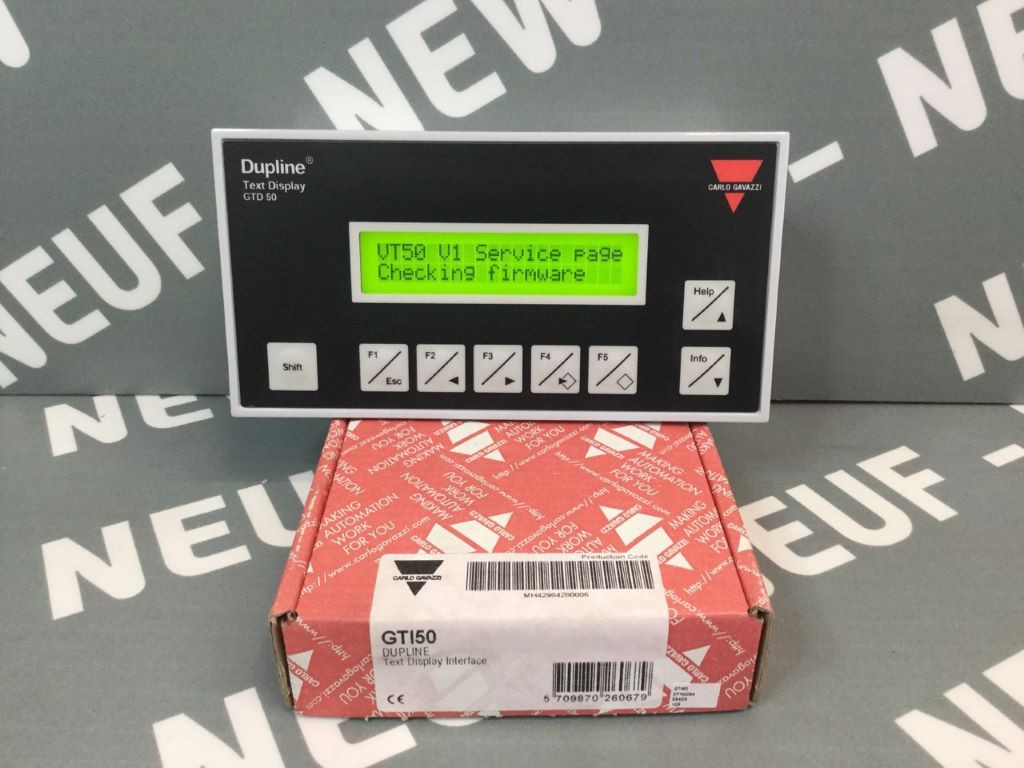 NEW - NEUF
Dupline®
Text Display
GTD 50
CARLO GAVAZZI
VT50 V1 Service page
Checking firmware
Help
Shift
F1
Esc
F2
F3
F4
F5
Info
MAKING
AUTOMATION
WORK
FOR YOU
http://www.carlogavazzi.com
CARLO GAVAZZI
Production Code
MH42904280006
GTI50
DUPLINE
Text Display Interface
CE
5 709870 260679
GTI50